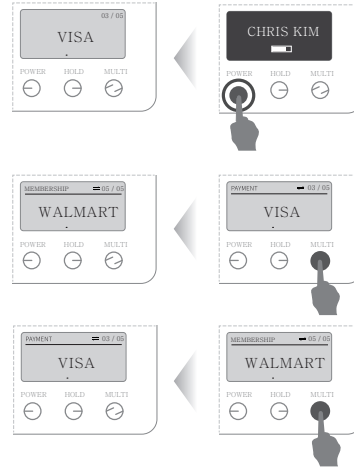 03 / 05
VISA
POWER HOLD MULTI
CHRIS KIM
POWER HOLD MULTI
MEMBERSHIP 05 / 05
WALMART
POWER HOLD MULTI
PAYMENT 03 / 05
VISA
POWER HOLD MULTI
PAYMENT 03 / 05
VISA
POWER HOLD MULTI
MEMBERSHIP 05 / 05
WALMART
POWER HOLD MULTI